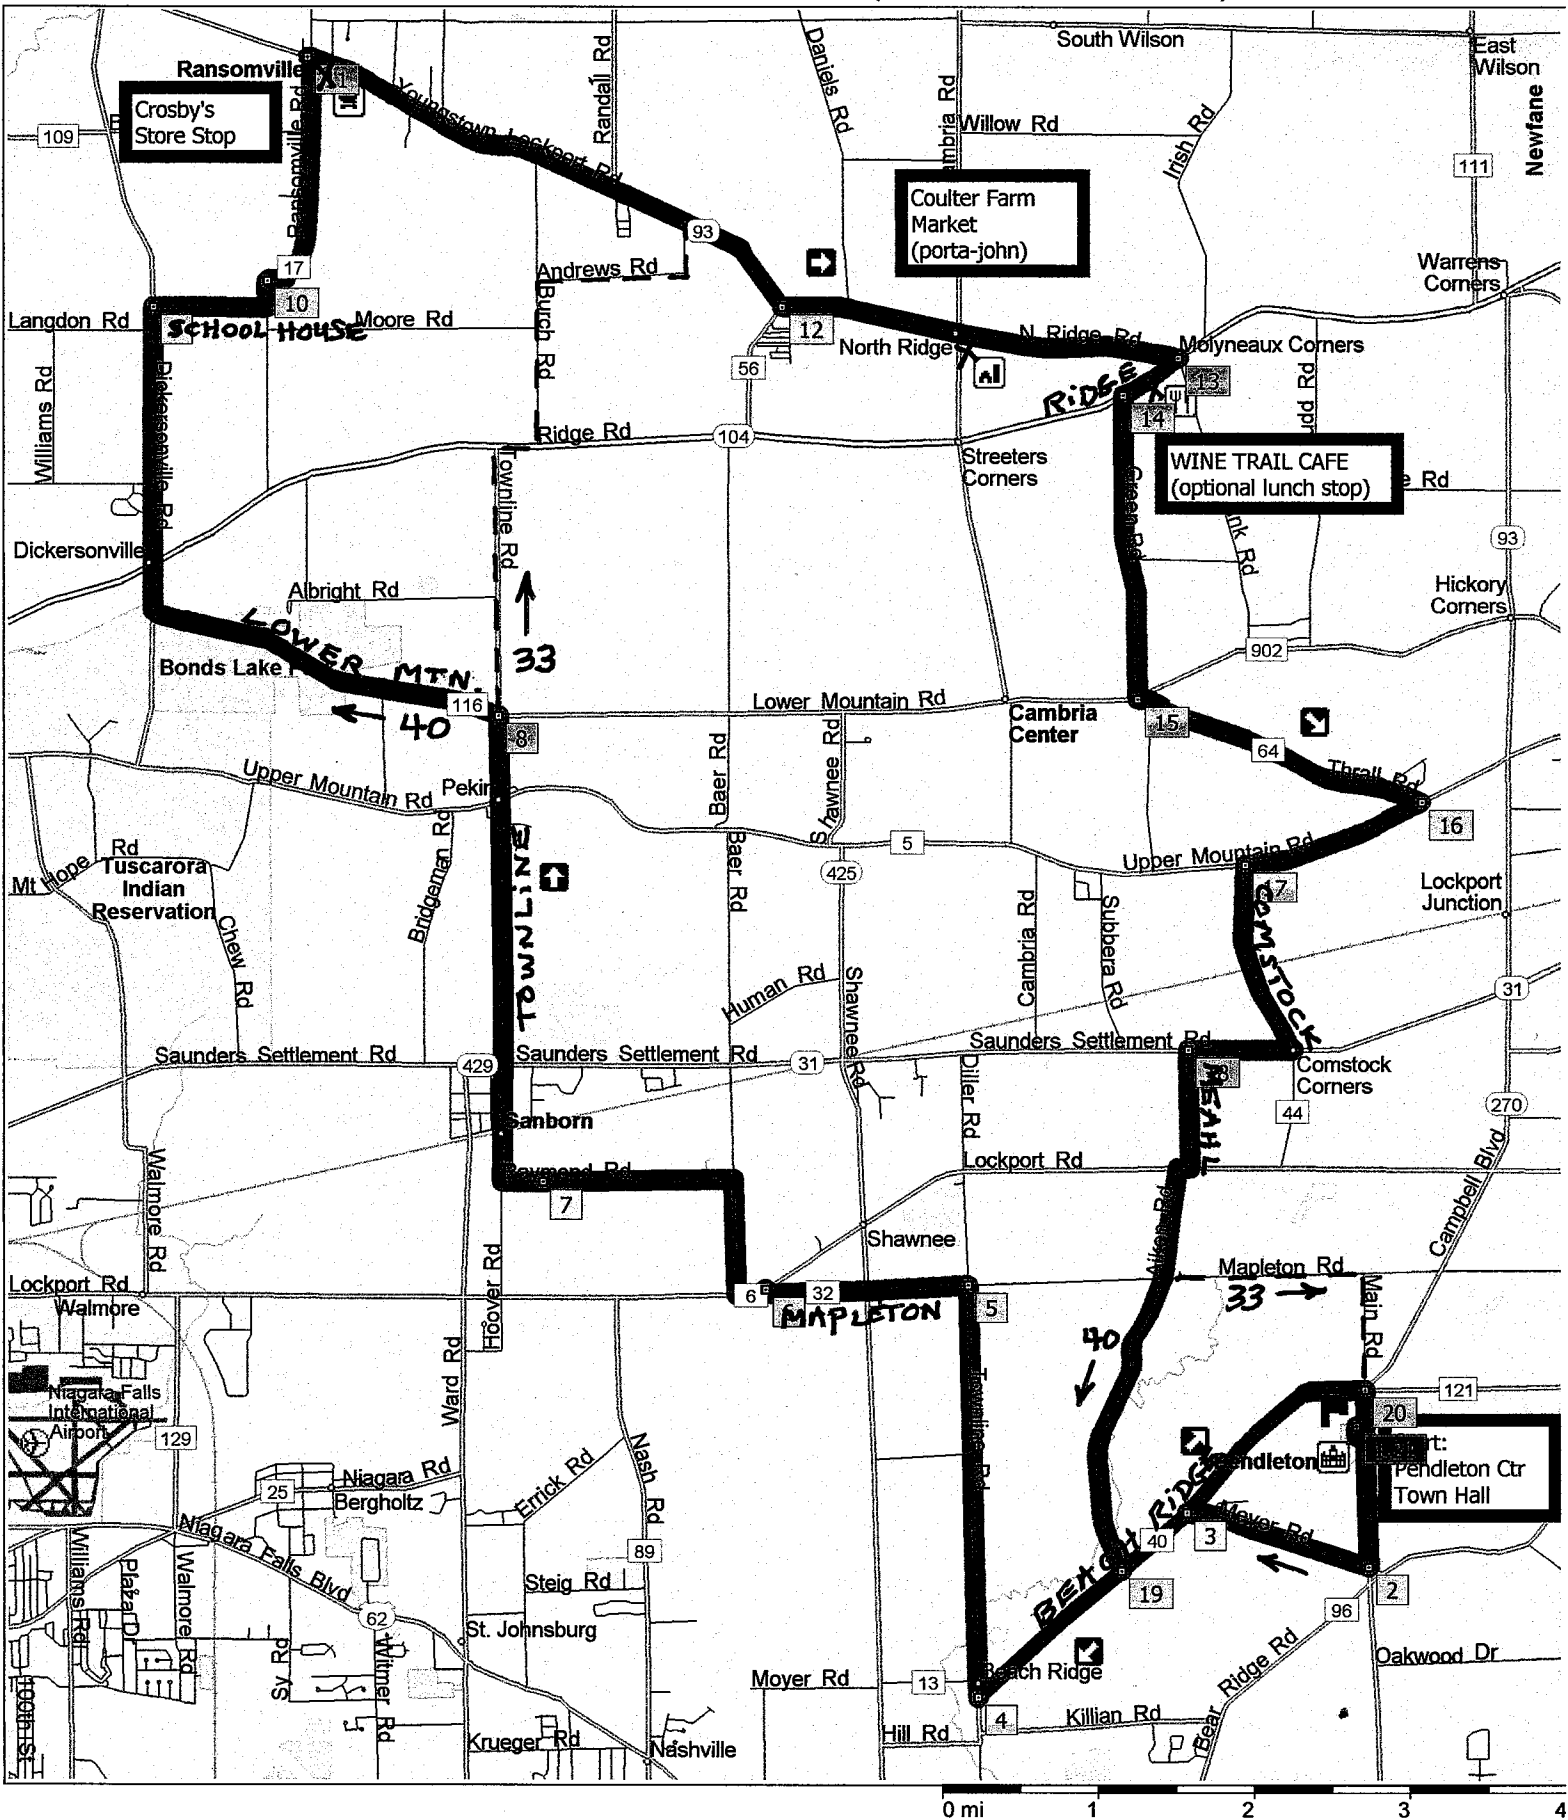 South Wilson
East
Wilson
Ransomville
Crosby's
Store Stop
109
Ransomville Rd
Youngstown Lockport Rd
Randall Rd
Daniels Rd
Willow Rd
Irish Rd
111
Newfane
Coulter Farm
Market
(porta-john)
93
Andrews Rd
Warrens
Corners
17
10
12
Langdon Rd
SCHOOL HOUSE
Moore Rd
Burch Rd
North Ridge
N Ridge Rd
Molyneaux Corners
13
56
RIDGE
14
Williams Rd
Dickersonville Rd
Ridge Rd
104
Streeters
Corners
WINE TRAIL CAFE
(optional lunch stop)
Townline Rd
Green Rd
93
Dickersonville
Albright Rd
Hickory
Corners
LOWER MTN.
33
902
Bonds Lake
116
40
8
Lower Mountain Rd
Cambria
Center
15
64
Thrall Rd
Upper Mountain Rd
Pekin
Baer Rd
Shawnee Rd
16
5
Upper Mountain Rd
425
17
Mt Hope Rd
Tuscarora
Indian
Reservation
Bridgeman Rd
TOWNLINE
Baer Rd
Lockport
Junction
Chew Rd
Cambria Rd
Subbera Rd
COMSTOCK
Human Rd
Shawnee Rd
31
Saunders Settlement Rd
429
Saunders Settlement Rd
31
Saunders Settlement Rd
Comstock
Corners
18
MEAHL
44
270
Sanborn
Diller Rd
Walmore Rd
Raymond Rd
7
Lockport Rd
Campbell Blvd
Shawnee
Aiken Rd
Mapleton Rd
33
Main Rd
Lockport Rd
Walmore
Hoover Rd
6
32
MAPLETON
5
40
Niagara Falls
International
Airport
Ward Rd
121
20
129
Townline Rd
Pendleton
Pendleton Ctr
Town Hall
Niagara Rd
25
Bergholtz
Errick Rd
Nash Rd
BEACH RIDGE
Meyer Rd
3
40
Niagara Falls Blvd
89
19
2
Williams Rd
Plaza D
Walmore Rd
Steig Rd
62
96
St. Johnsburg
Sy Rd
Witmer Rd
Moyer Rd
13
Beach Ridge
Bear Ridge Rd
Oakwood Dr
4
Killian Rd
100th St
Krueger Rd
Nashville
Hill Rd
0 mi 1 2 3 4